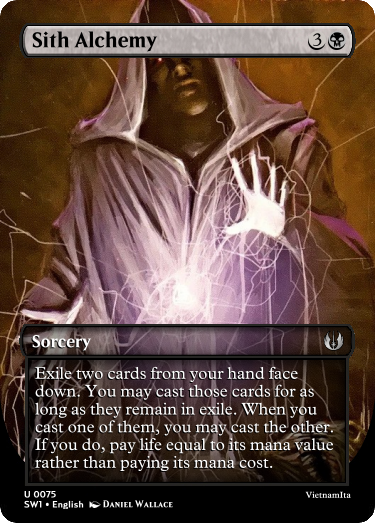 Sith Alchemy 3
Sorcery
Exile two cards from your hand face
down. You may cast those cards for as
long as they remain in exile. When you
cast one of them, you may cast the other.
If you do, pay life equal to its mana value
rather than paying its mana cost.
U 0075
SW1 • English DANIEL WALLACE
VietnamIta